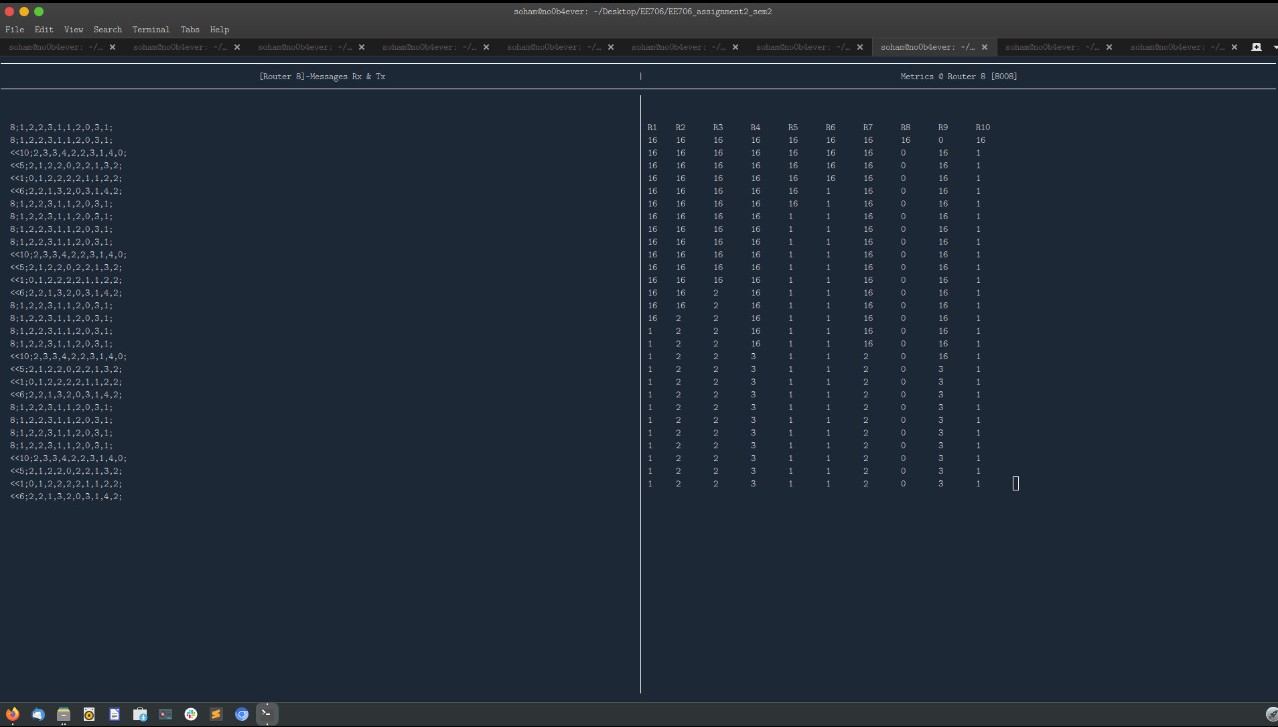 soham@no0b4ever: ~/Desktop/EE706/EE706_assignment2_sem2
File Edit View Search Terminal Tabs Help
soham@no0b4ever: ~/… × soham@no0b4ever: ~/… × soham@no0b4ever: ~/… × soham@no0b4ever: ~/… × soham@no0b4ever: ~/… × soham@no0b4ever: ~/… × soham@no0b4ever: ~/… × soham@no0b4ever: ~/… × soham@no0b4ever: ~/… × soham@no0b4ever: ~/… ×
[Router 8]-Messages Rx & Tx | Metrics @ Router 8 [8008]
8;1,2,2,3,1,1,2,0,3,1;
8;1,2,2,3,1,1,2,0,3,1;
<<10;2,3,3,4,2,2,3,1,4,0;
<<5;2,1,2,2,0,2,2,1,3,2;
<<1;0,1,2,2,2,2,1,1,2,2;
<<6;2,2,1,3,2,0,3,1,4,2;
8;1,2,2,3,1,1,2,0,3,1;
8;1,2,2,3,1,1,2,0,3,1;
8;1,2,2,3,1,1,2,0,3,1;
8;1,2,2,3,1,1,2,0,3,1;
<<10;2,3,3,4,2,2,3,1,4,0;
<<5;2,1,2,2,0,2,2,1,3,2;
<<1;0,1,2,2,2,2,1,1,2,2;
<<6;2,2,1,3,2,0,3,1,4,2;
8;1,2,2,3,1,1,2,0,3,1;
8;1,2,2,3,1,1,2,0,3,1;
8;1,2,2,3,1,1,2,0,3,1;
8;1,2,2,3,1,1,2,0,3,1;
<<10;2,3,3,4,2,2,3,1,4,0;
<<5;2,1,2,2,0,2,2,1,3,2;
<<1;0,1,2,2,2,2,1,1,2,2;
<<6;2,2,1,3,2,0,3,1,4,2;
8;1,2,2,3,1,1,2,0,3,1;
8;1,2,2,3,1,1,2,0,3,1;
8;1,2,2,3,1,1,2,0,3,1;
8;1,2,2,3,1,1,2,0,3,1;
<<10;2,3,3,4,2,2,3,1,4,0;
<<5;2,1,2,2,0,2,2,1,3,2;
<<1;0,1,2,2,2,2,1,1,2,2;
<<6;2,2,1,3,2,0,3,1,4,2;
R1 R2 R3 R4 R5 R6 R7 R8 R9 R10
16 16 16 16 16 16 16 16 0 16
16 16 16 16 16 16 16 0 16 1
16 16 16 16 16 16 16 0 16 1
16 16 16 16 16 16 16 0 16 1
16 16 16 16 16 1 16 0 16 1
16 16 16 16 16 1 16 0 16 1
16 16 16 16 1 1 16 0 16 1
16 16 16 16 1 1 16 0 16 1
16 16 16 16 1 1 16 0 16 1
16 16 16 16 1 1 16 0 16 1
16 16 16 16 1 1 16 0 16 1
16 16 16 16 1 1 16 0 16 1
16 16 2 16 1 1 16 0 16 1
16 16 2 16 1 1 16 0 16 1
16 2 2 16 1 1 16 0 16 1
1 2 2 16 1 1 16 0 16 1
1 2 2 16 1 1 16 0 16 1
1 2 2 3 1 1 2 0 16 1
1 2 2 3 1 1 2 0 3 1
1 2 2 3 1 1 2 0 3 1
1 2 2 3 1 1 2 0 3 1
1 2 2 3 1 1 2 0 3 1
1 2 2 3 1 1 2 0 3 1
1 2 2 3 1 1 2 0 3 1
1 2 2 3 1 1 2 0 3 1
1 2 2 3 1 1 2 0 3 1
1 2 2 3 1 1 2 0 3 1
1 2 2 3 1 1 2 0 3 1